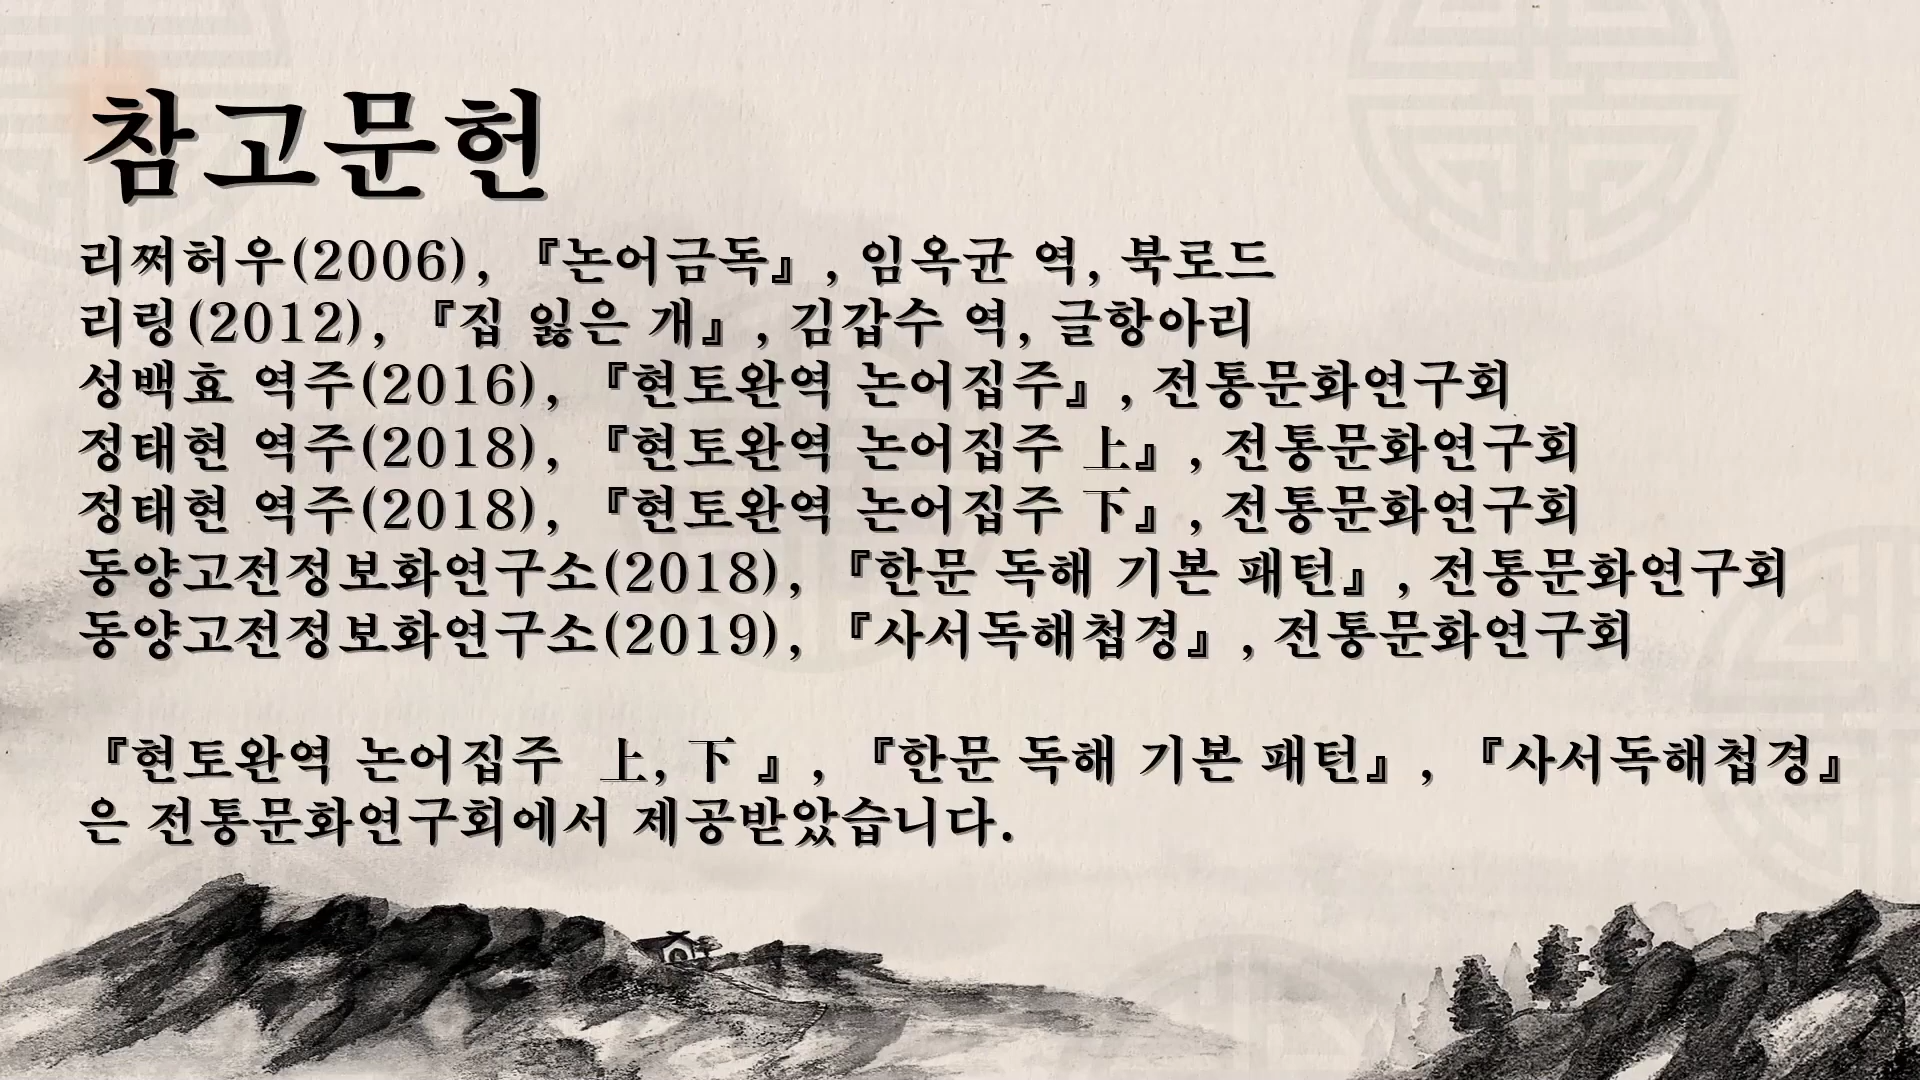 참고문헌
리쩌허우(2006), 『논어금독』, 임옥균 역, 북로드
리링(2012), 『집 잃은 개』, 김갑수 역, 글항아리
성백효 역주(2016), 『현토완역 논어집주』, 전통문화연구회
정태현 역주(2018), 『현토완역 논어집주 上』, 전통문화연구회
정태현 역주(2018), 『현토완역 논어집주 下』, 전통문화연구회
동양고전정보화연구소(2018), 『한문 독해 기본 패턴』, 전통문화연구회
동양고전정보화연구소(2019), 『사서독해첩경』, 전통문화연구회
『현토완역 논어집주  上, 下 』, 『한문 독해 기본 패턴』, 『사서독해첩경』
은 전통문화연구회에서 제공받았습니다.